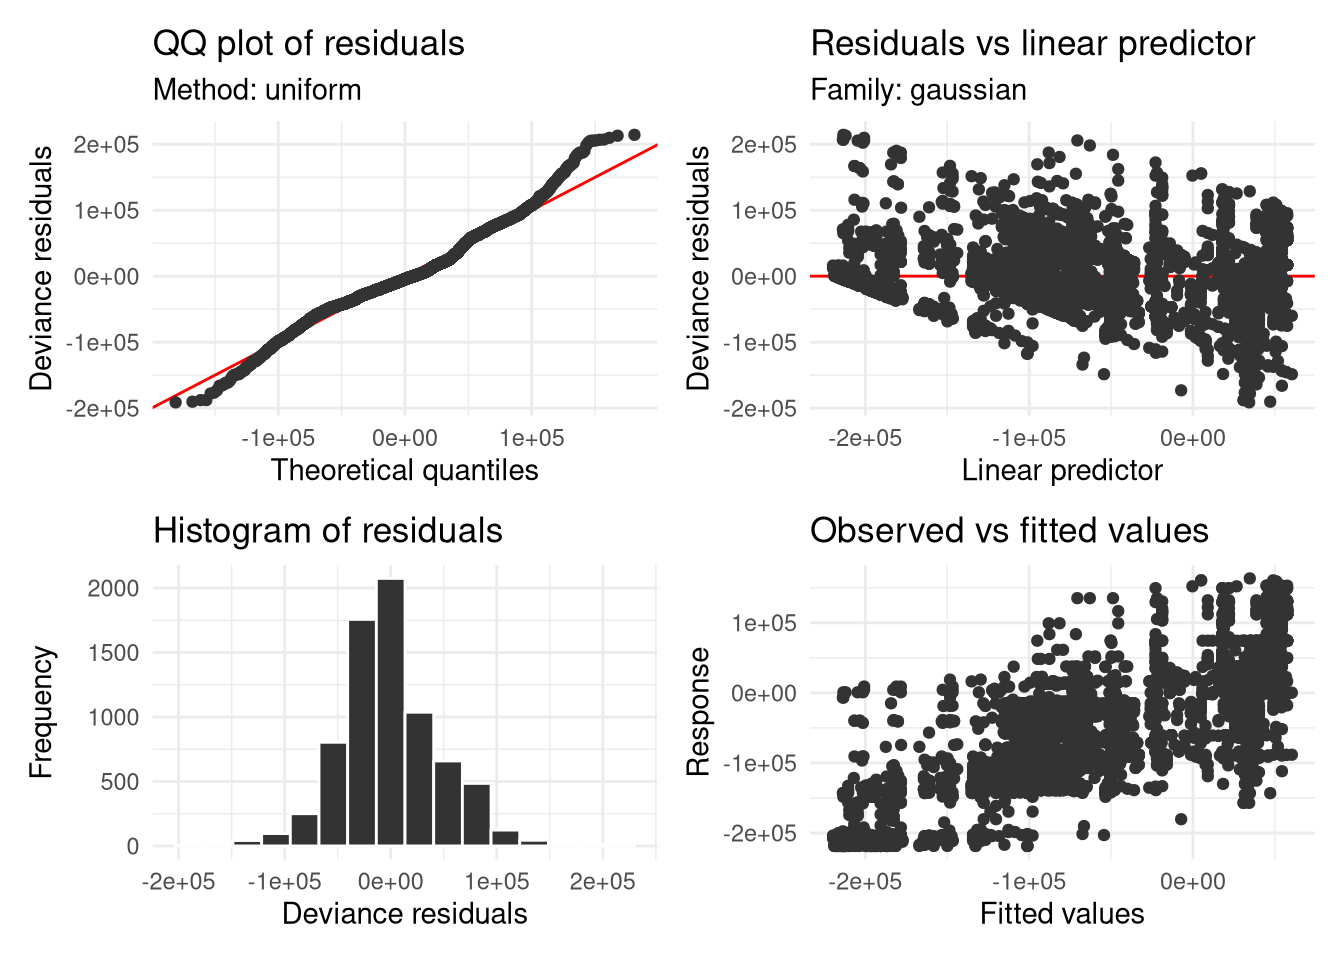 QQ plot of residuals
Method: uniform
Deviance residuals
2e+05
1e+05
0e+00
-1e+05
-2e+05
-1e+05 0e+00 1e+05
Theoretical quantiles
Residuals vs linear predictor
Family: gaussian
Deviance residuals
2e+05
1e+05
0e+00
-1e+05
-2e+05
-2e+05 -1e+05 0e+00
Linear predictor
Histogram of residuals
Frequency
2000
1500
1000
500
0
-2e+05 -1e+05 0e+00 1e+05 2e+05
Deviance residuals
Observed vs fitted values
Response
1e+05
0e+00
-1e+05
-2e+05
-2e+05 -1e+05 0e+00
Fitted values